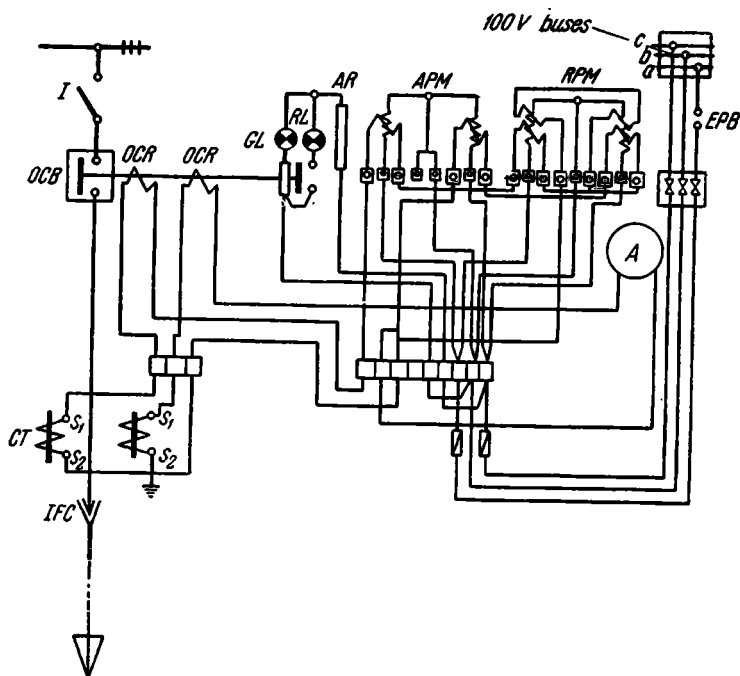 100V buses
c
b
a
I
GL
RL
AR
APM
RPM
EPB
OCB
OCR
OCR
A
CT
S1
S2
S1
S2
IFC